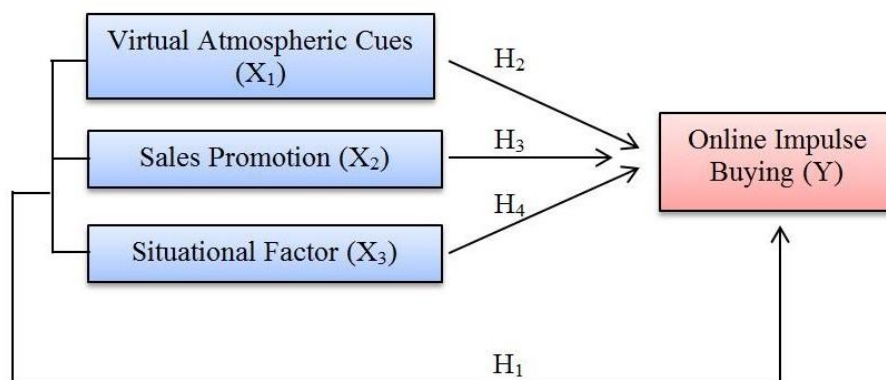 Virtual Atmospheric Cues
(X₁)
H₂
Sales Promotion (X₂)
H₃
Online Impulse
Buying (Y)
H₄
Situational Factor (X₃)
H₁